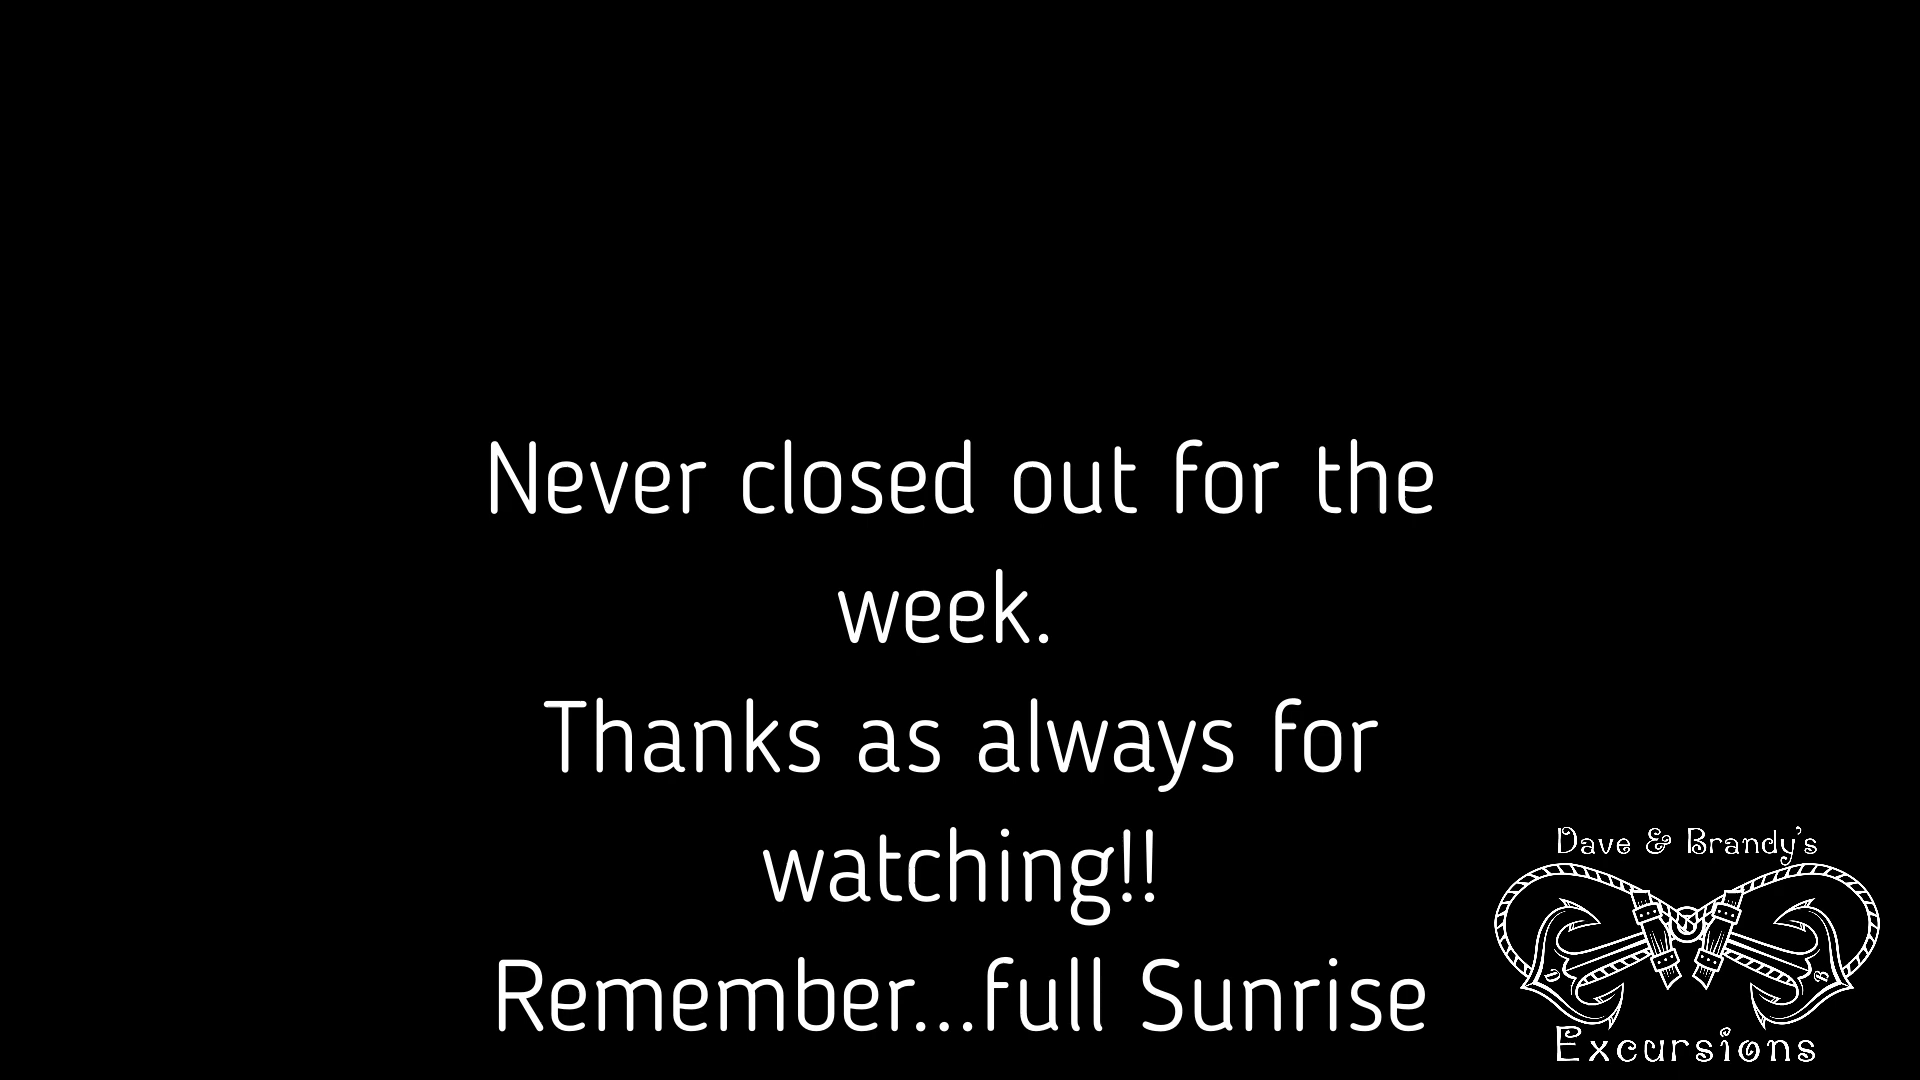 Never closed out for the
week.
Thanks as always for
watching!!
Remember...full Sunrise
Dave & Brandy's
D B
Excursions